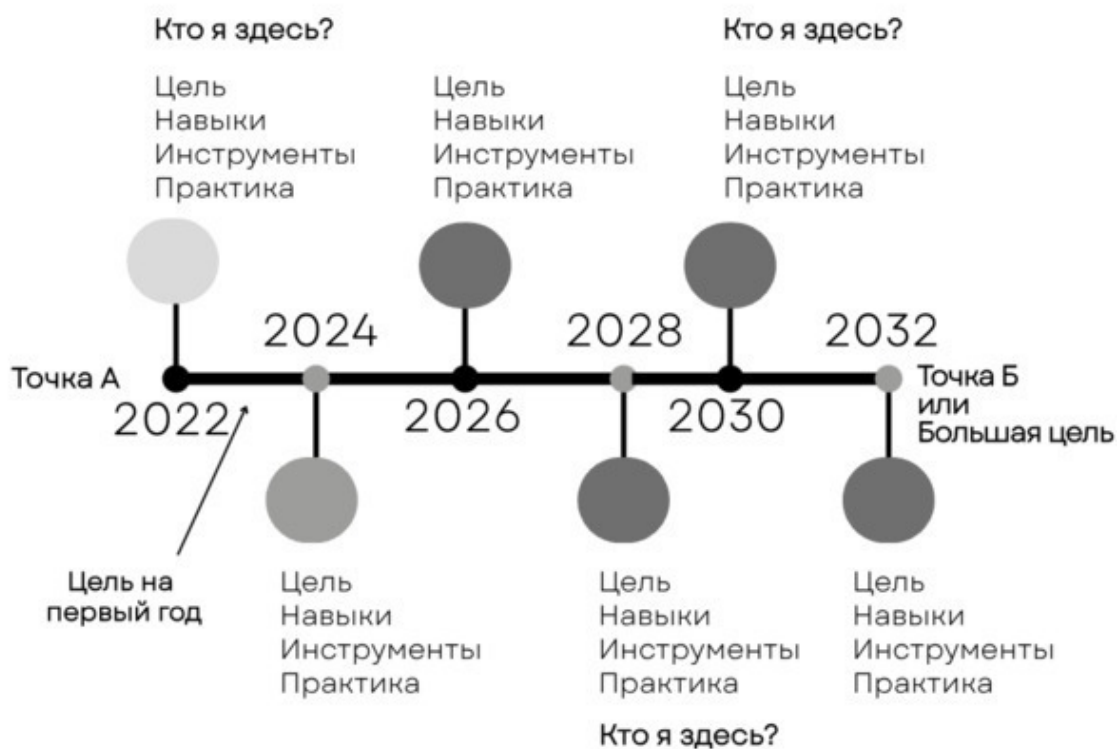 Кто я здесь?
Цель
Навыки
Инструменты
Практика
Цель
Навыки
Инструменты
Практика
Кто я здесь?
Цель
Навыки
Инструменты
Практика
2024
2028
2032
Точка А
Точка Б
или
Большая цель
2022
2026
2030
Цель на
первый год
Цель
Навыки
Инструменты
Практика
Цель
Навыки
Инструменты
Практика
Кто я здесь?
Цель
Навыки
Инструменты
Практика